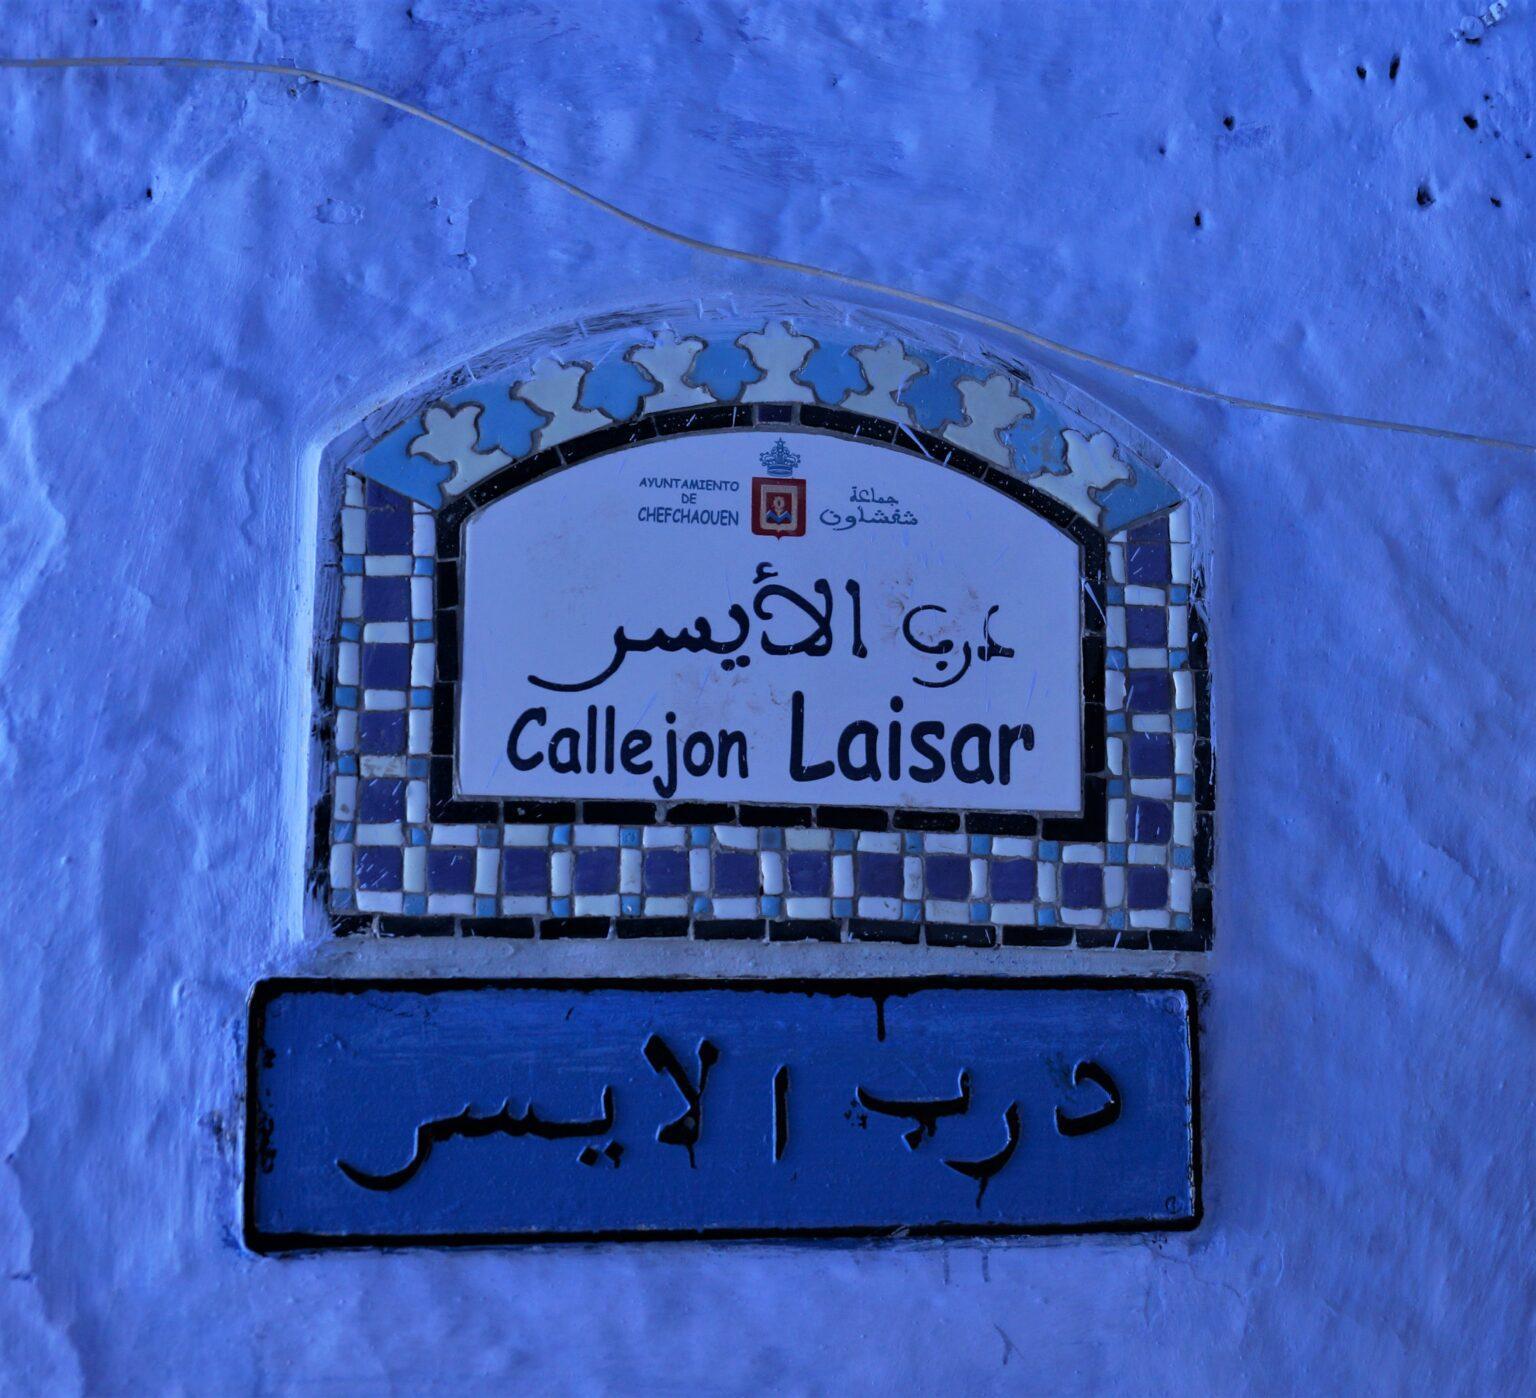 AYUNTAMIENTO
DE
CHEFCHAOUEN
جماعة
شفشاون
درب الأيسر
Callejon Laisar
درب الايسر